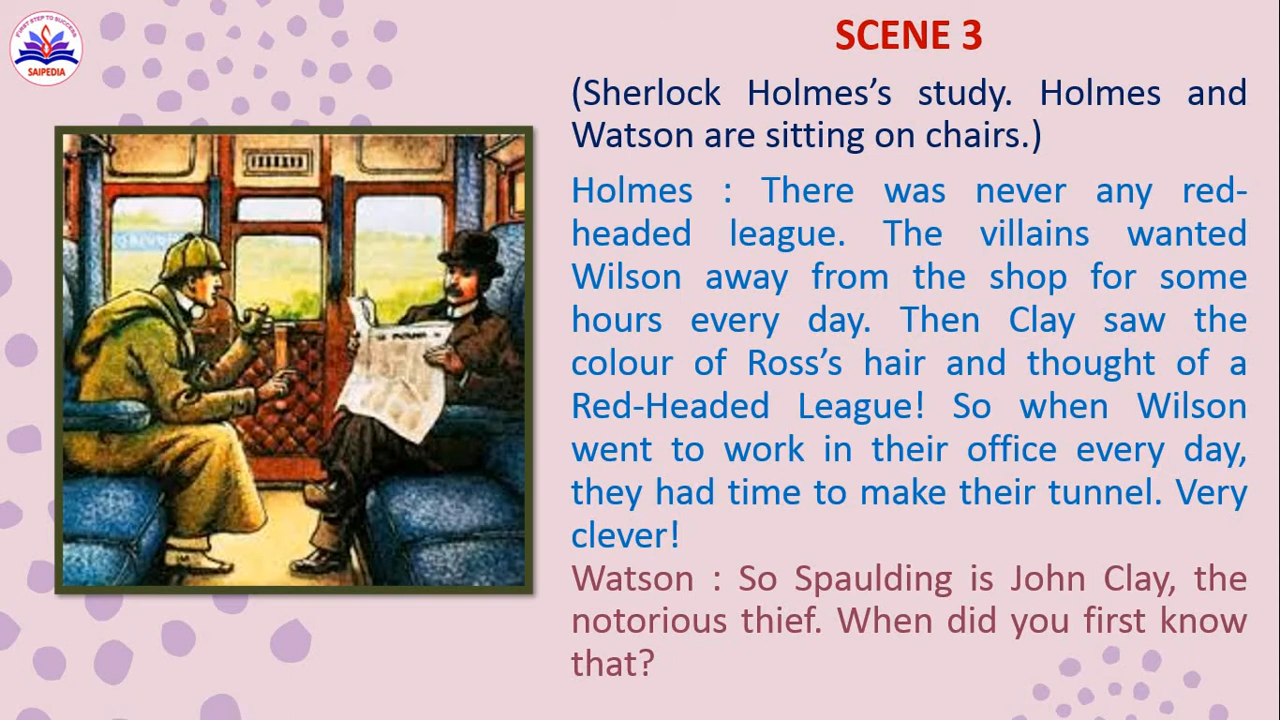 FIRST STEP TO SUCCESS
SAIPEDIA
SCENE 3
(Sherlock Holmes’s study. Holmes and
Watson are sitting on chairs.)
Holmes : There was never any red-
headed league. The villains wanted
Wilson away from the shop for some
hours every day. Then Clay saw the
colour of Ross’s hair and thought of a
Red-Headed League! So when Wilson
went to work in their office every day,
they had time to make their tunnel. Very
clever!
Watson : So Spaulding is John Clay, the
notorious thief. When did you first know
that?